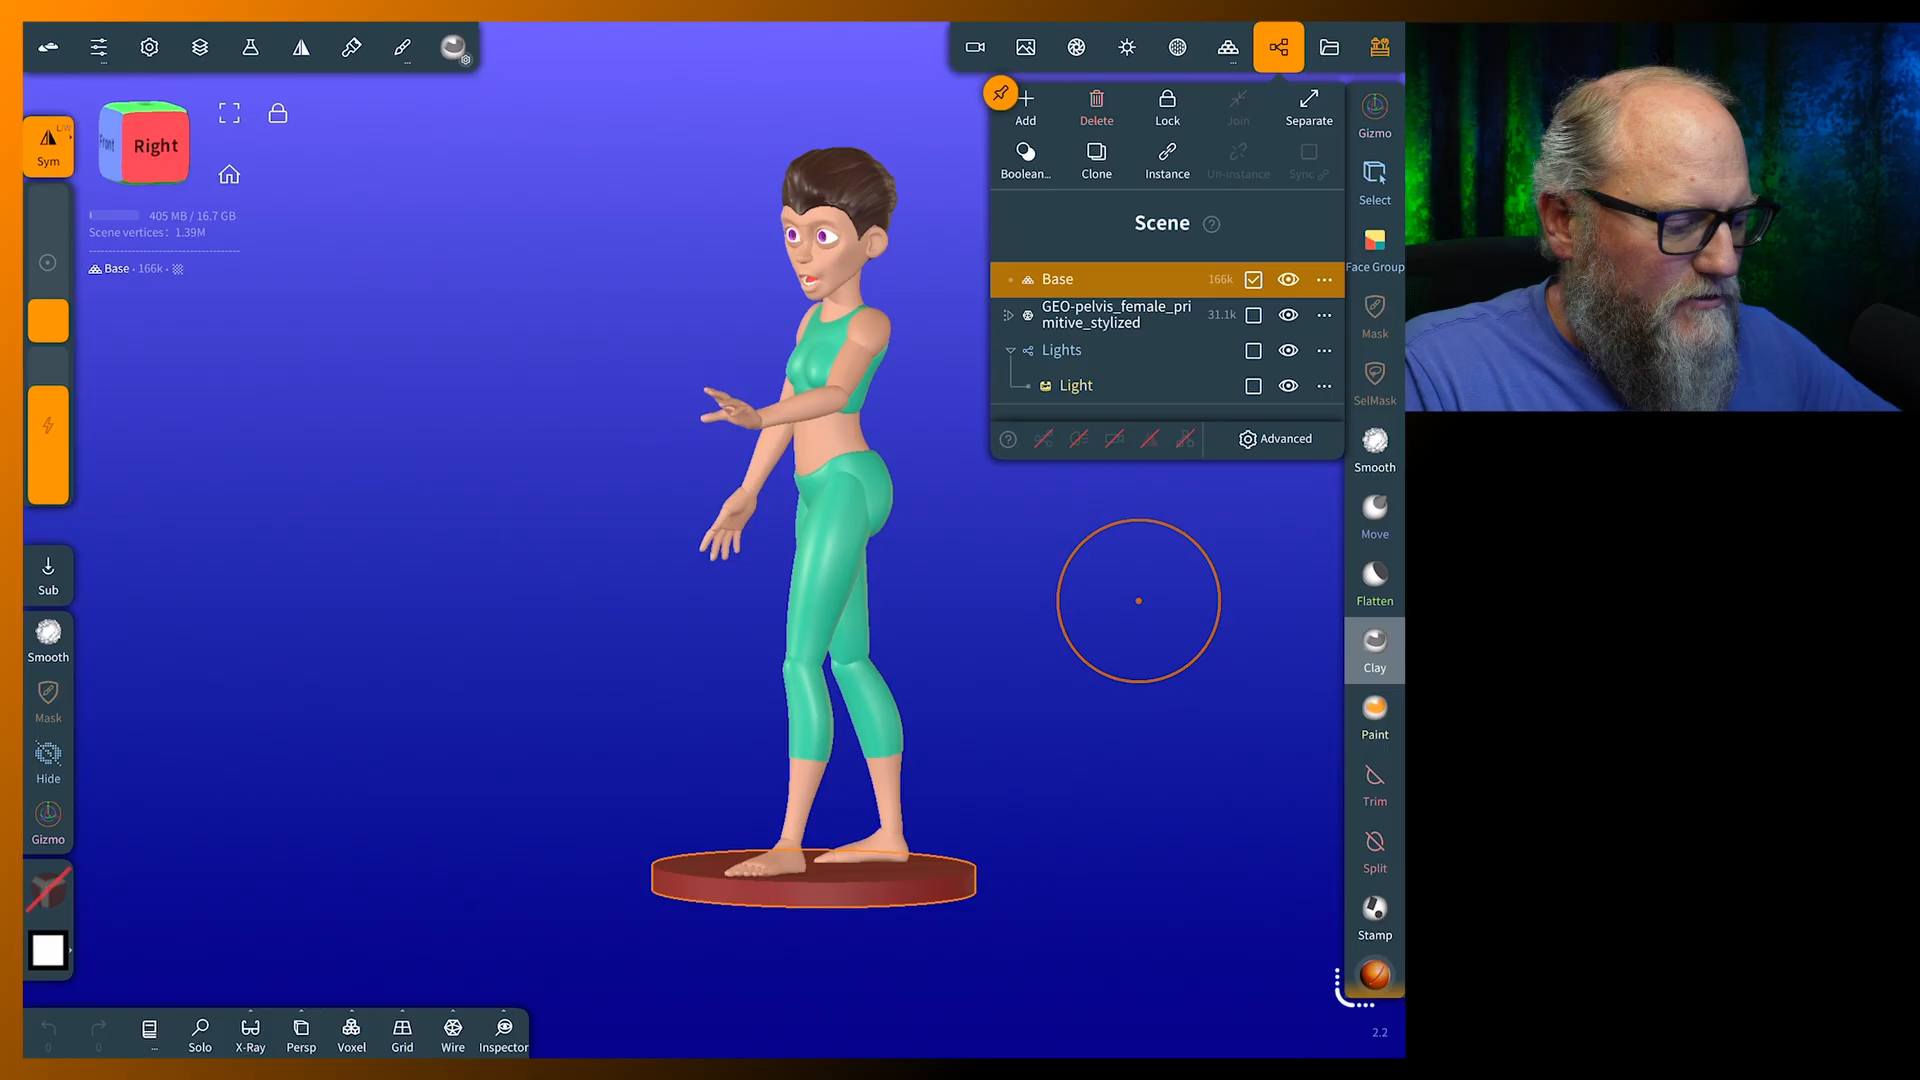 L/W
Sym
Front
Right
405 MB / 16.7 GB
Scene vertices: 1.39M
Base · 166k ·
Add
Delete
Lock
Join
Separate
Boolean...
Clone
Instance
Un-instance
Sync
Scene
Base 166k
GEO-pelvis_female_pri
mitive_stylized 31.1k
Lights
Light
Advanced
Gizmo
Select
Face Group
Mask
SelMask
Smooth
Move
Flatten
Clay
Paint
Trim
Split
Stamp
Sub
Smooth
Mask
Hide
Gizmo
0
0
...
Solo
X-Ray
Persp
Voxel
Grid
Wire
Inspector
2.2